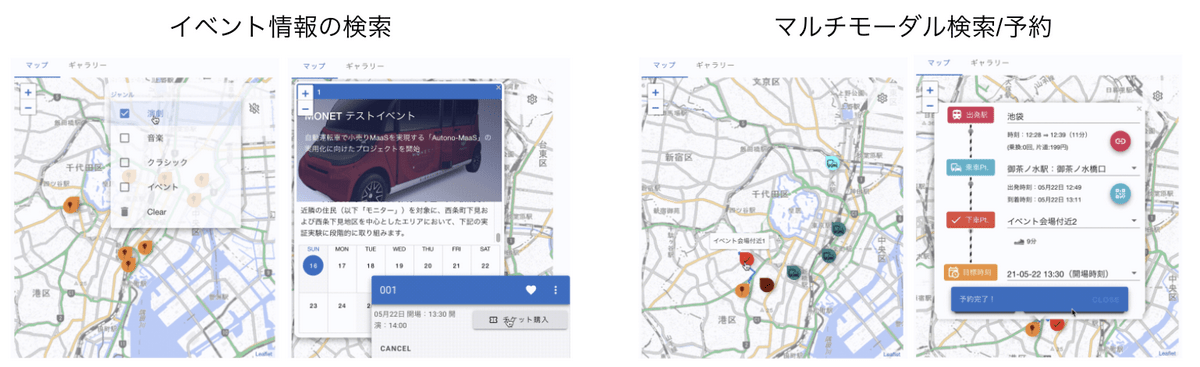 イベント情報の検索
マルチモーダル検索/予約
マップ
ギャラリー
+
−
ジャンル
演劇
音楽
クラシック
イベント
Clear
千代田区
港区
Leaflet
マップ
ギャラリー
+
−
1
MONET テストイベント
自動運転車で小売りMaaSを実現する「Autono-MaaS」の
実用化に向けたプロジェクトを開始
近隣の住民（以下「モニター」）を対象に、西条町下見お
よび西条下見地区を中心としたエリアにおいて、下記の実
証実験に段階的に取り組みます。
SUN MON TUE WED THU FRI SAT
16 17 18 19 20 21 22
23 24
001
05月22日 開場：13:30 開
演：14:00
チケット購入
CANCEL
台東区
マップ
ギャラリー
+
−
文京区
新宿区
千代田区
中央区
イベント会場付近1
港区
Leaflet
マップ
ギャラリー
+
−
出発駅
池袋
時刻：12:28 ⇒ 12:39（11分）
(乗換:0回, 片道:199円)
乗車Pt.
御茶ノ水駅：御茶ノ水橋口
出発時刻：05月22日 12:49
到着時刻：05月22日 13:11
下車Pt.
イベント会場付近2
9分
目標時刻
21-05-22 13:30（開場時刻）
予約完了！
CLOSE
港区
Leaflet